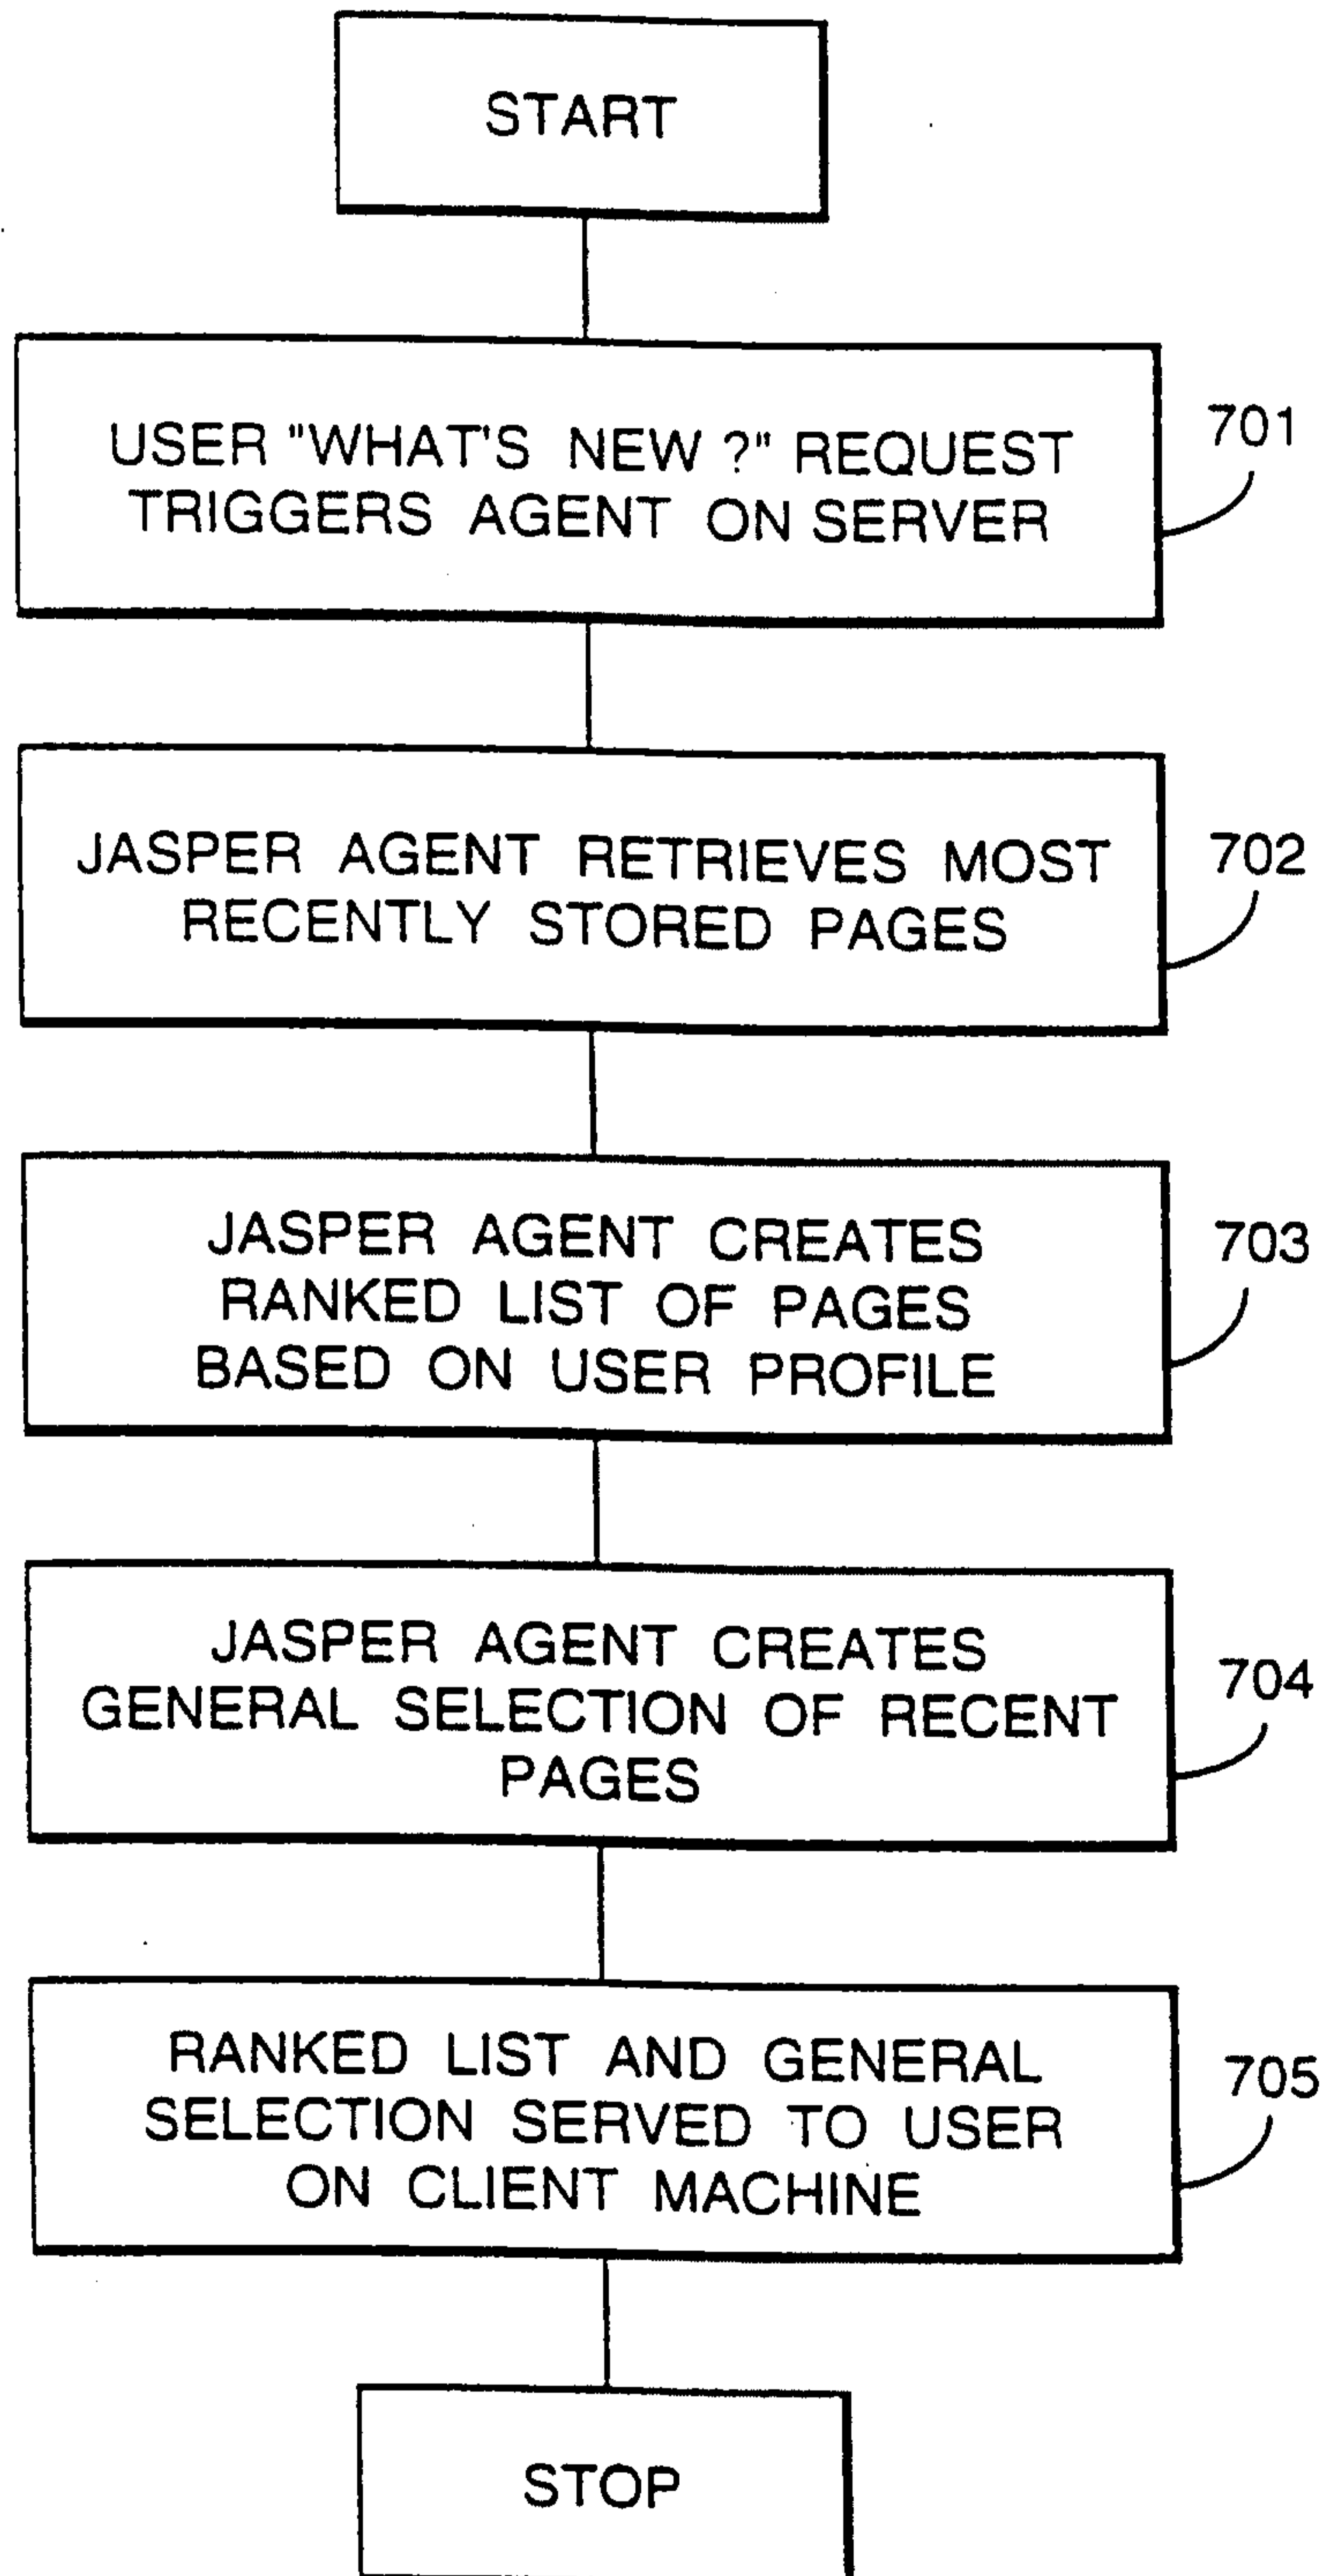 START
USER "WHAT'S NEW ?" REQUEST
TRIGGERS AGENT ON SERVER
701
JASPER AGENT RETRIEVES MOST
RECENTLY STORED PAGES
702
JASPER AGENT CREATES
RANKED LIST OF PAGES
BASED ON USER PROFILE
703
JASPER AGENT CREATES
GENERAL SELECTION OF RECENT
PAGES
704
RANKED LIST AND GENERAL
SELECTION SERVED TO USER
ON CLIENT MACHINE
705
STOP